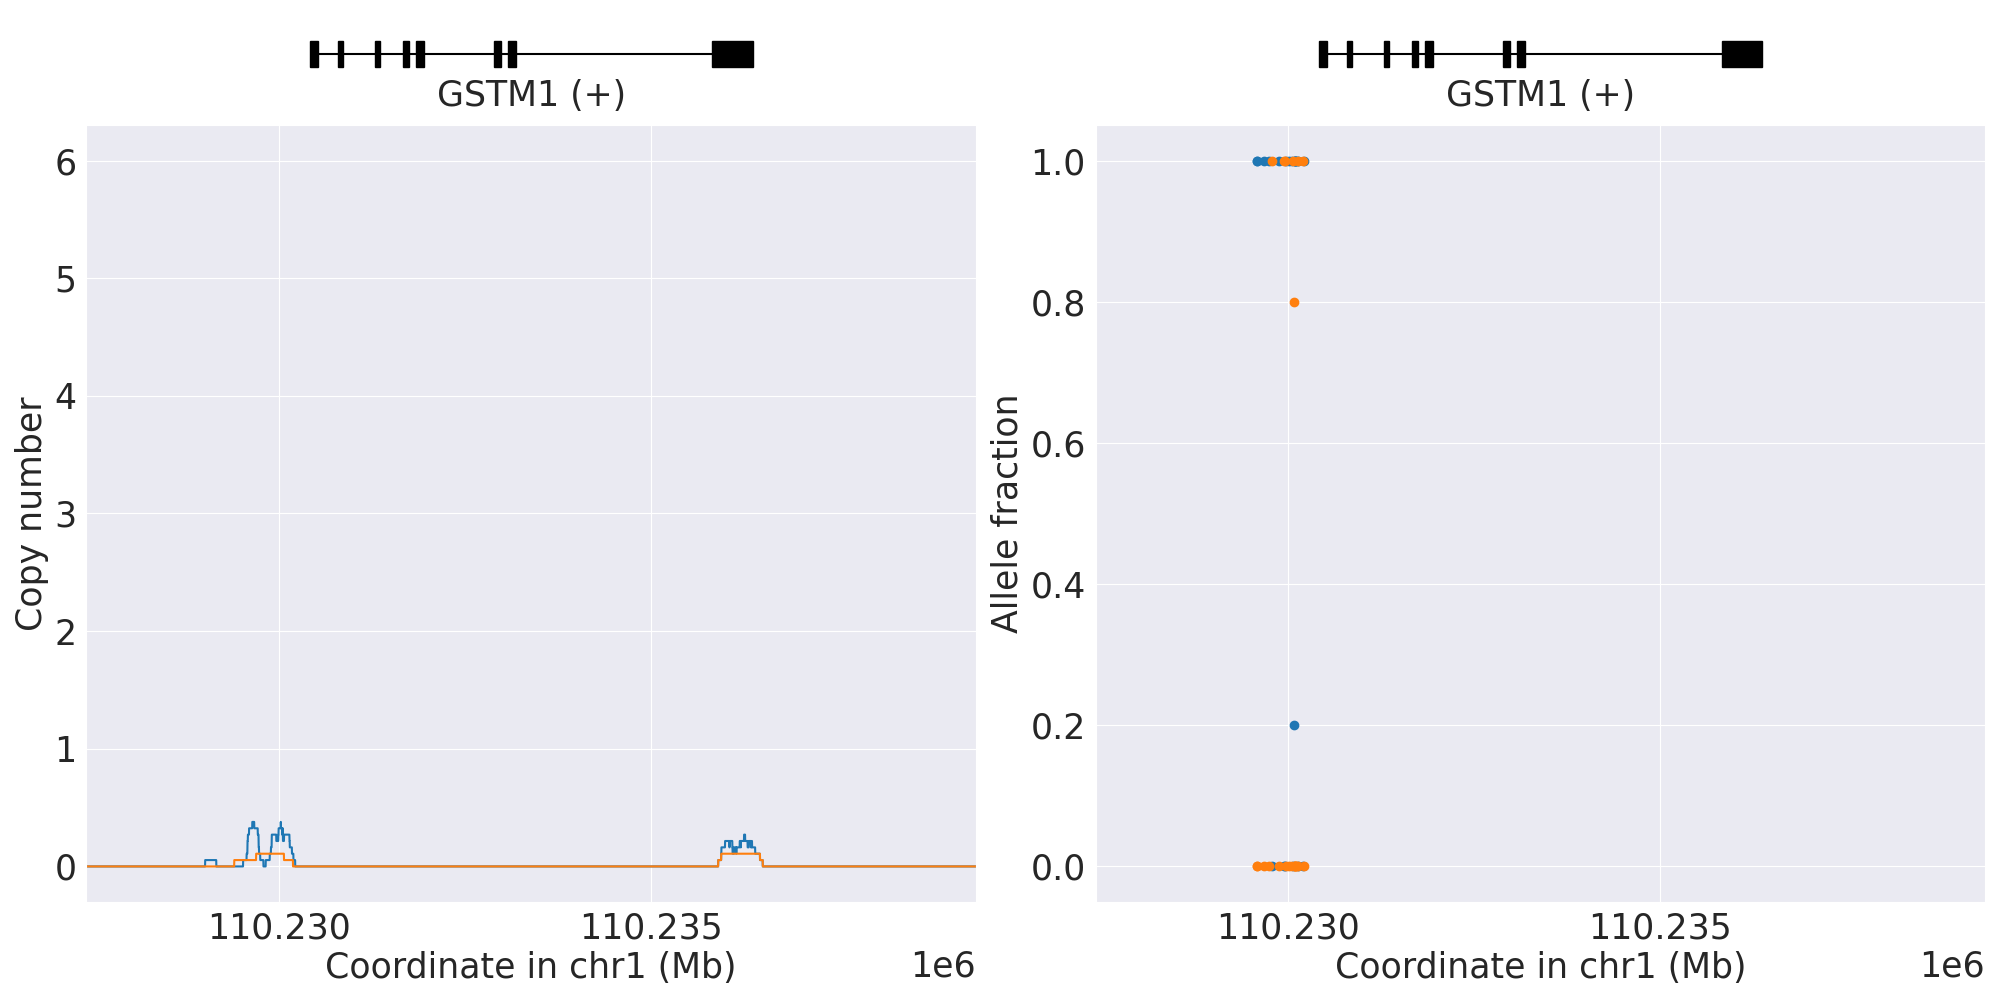 GSTM1 (+)
6
5
4
3
2
1
0
Copy number
110.230
110.235
Coordinate in chr1 (Mb)
1e6
GSTM1 (+)
1.0
0.8
0.6
0.4
0.2
0.0
Allele fraction
110.230
110.235
Coordinate in chr1 (Mb)
1e6